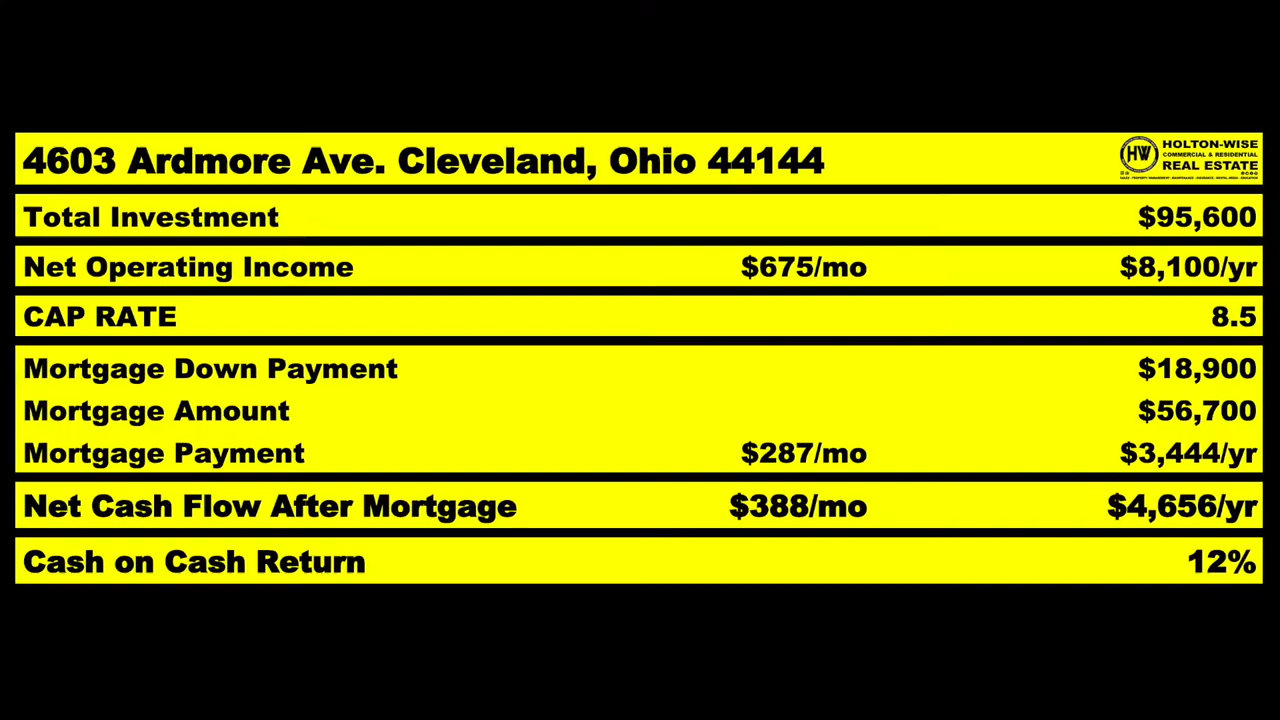 4603 Ardmore Ave. Cleveland, Ohio 44144
HW
HOLTON-WISE
COMMERCIAL & RESIDENTIAL
REAL ESTATE
Total Investment $95,600
Net Operating Income $675/mo $8,100/yr
CAP RATE 8.5
Mortgage Down Payment $18,900
Mortgage Amount $56,700
Mortgage Payment $287/mo $3,444/yr
Net Cash Flow After Mortgage $388/mo $4,656/yr
Cash on Cash Return 12%